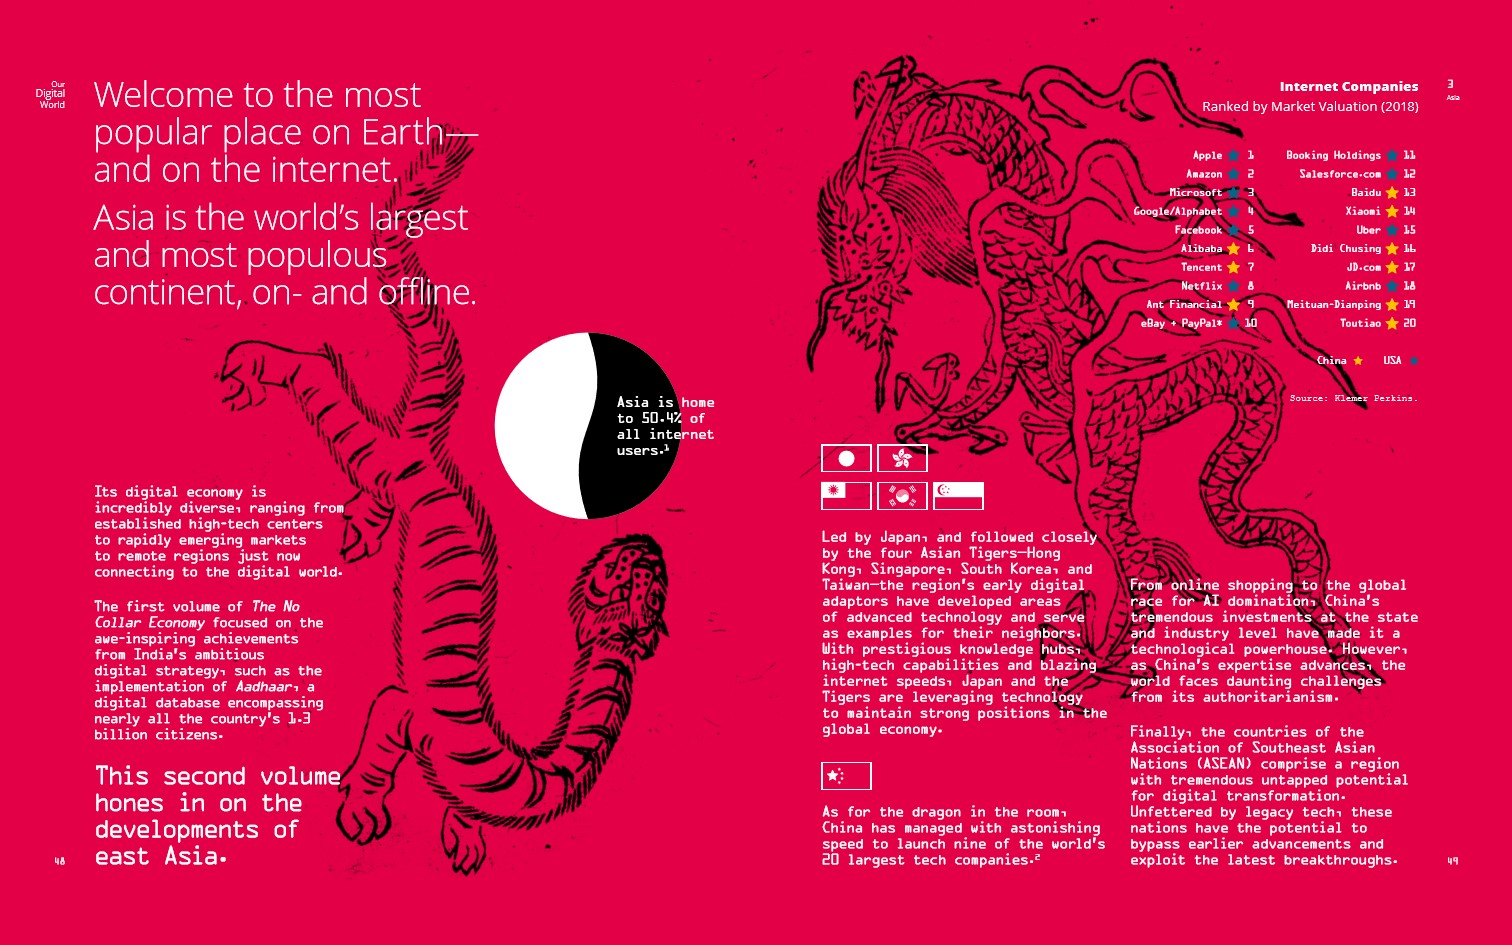 Our
Digital
World
Welcome to the most
popular place on Earth—
and on the internet.
Asia is the world’s largest
and most populous
continent, on- and offline.
Asia is home
to 50.4% of
all internet
users.1
Its digital economy is
incredibly diverse, ranging from
established high-tech centers
to rapidly emerging markets
to remote regions just now
connecting to the digital world.
The first volume of The No
Collar Economy focused on the
awe-inspiring achievements
from India's ambitious
digital strategy, such as the
implementation of Aadhaar, a
digital database encompassing
nearly all the country's 1.3
billion citizens.
This second volume
hones in on the
developments of
east Asia.
48
Internet Companies
Ranked by Market Valuation (2018)
3
Asia
Apple 1
Amazon 2
Microsoft 3
Google/Alphabet 4
Facebook 5
Alibaba 6
Tencent 7
Netflix 8
Ant Financial 9
eBay + PayPal* 10
Booking Holdings 11
Salesforce.com 12
Baidu 13
Xiaomi 14
Uber 15
Didi Chusing 16
JD.com 17
Airbnb 18
Meituan-Dianping 19
Toutiao 20
China USA
Source: Klemer Perkins.
Led by Japan, and followed closely
by the four Asian Tigers—Hong
Kong, Singapore, South Korea, and
Taiwan—the region's early digital
adaptors have developed areas
of advanced technology and serve
as examples for their neighbors.
With prestigious knowledge hubs,
high-tech capabilities and blazing
internet speeds, Japan and the
Tigers are leveraging technology
to maintain strong positions in the
global economy.
As for the dragon in the room,
China has managed with astonishing
speed to launch nine of the world's
20 largest tech companies.2
From online shopping to the global
race for AI domination, China's
tremendous investments at the state
and industry level have made it a
technological powerhouse. However,
as China's expertise advances, the
world faces daunting challenges
from its authoritarianism.
Finally, the countries of the
Association of Southeast Asian
Nations (ASEAN) comprise a region
with tremendous untapped potential
for digital transformation.
Unfettered by legacy tech, these
nations have the potential to
bypass earlier advancements and
exploit the latest breakthroughs.
49